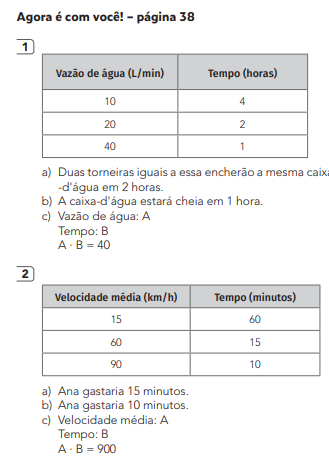 Agora é com você! – página 38
1
Vazão de água (L/min) Tempo (horas)
10 4
20 2
40 1
a) Duas torneiras iguais a essa encherão a mesma
-d'água em 2 horas.
b) A caixa-d'água estará cheia em 1 hora.
c) Vazão de água: A
Tempo: B
A · B = 40
2
Velocidade média (km/h) Tempo (minutos)
15 60
60 15
90 10
a) Ana gastaria 15 minutos.
b) Ana gastaria 10 minutos.
c) Velocidade média: A
Tempo: B
A · B = 900